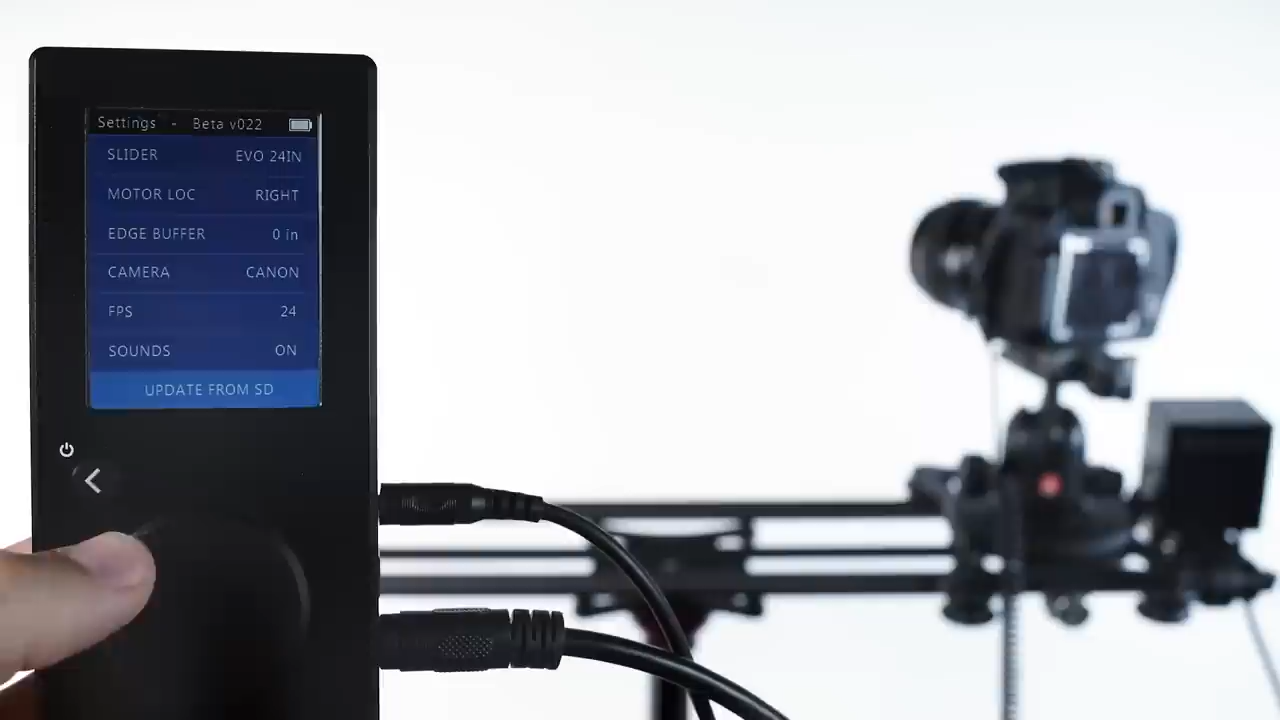 Settings - Beta v022
SLIDER EVO 24IN
MOTOR LOC RIGHT
EDGE BUFFER 0 in
CAMERA CANON
FPS 24
SOUNDS ON
UPDATE FROM SD